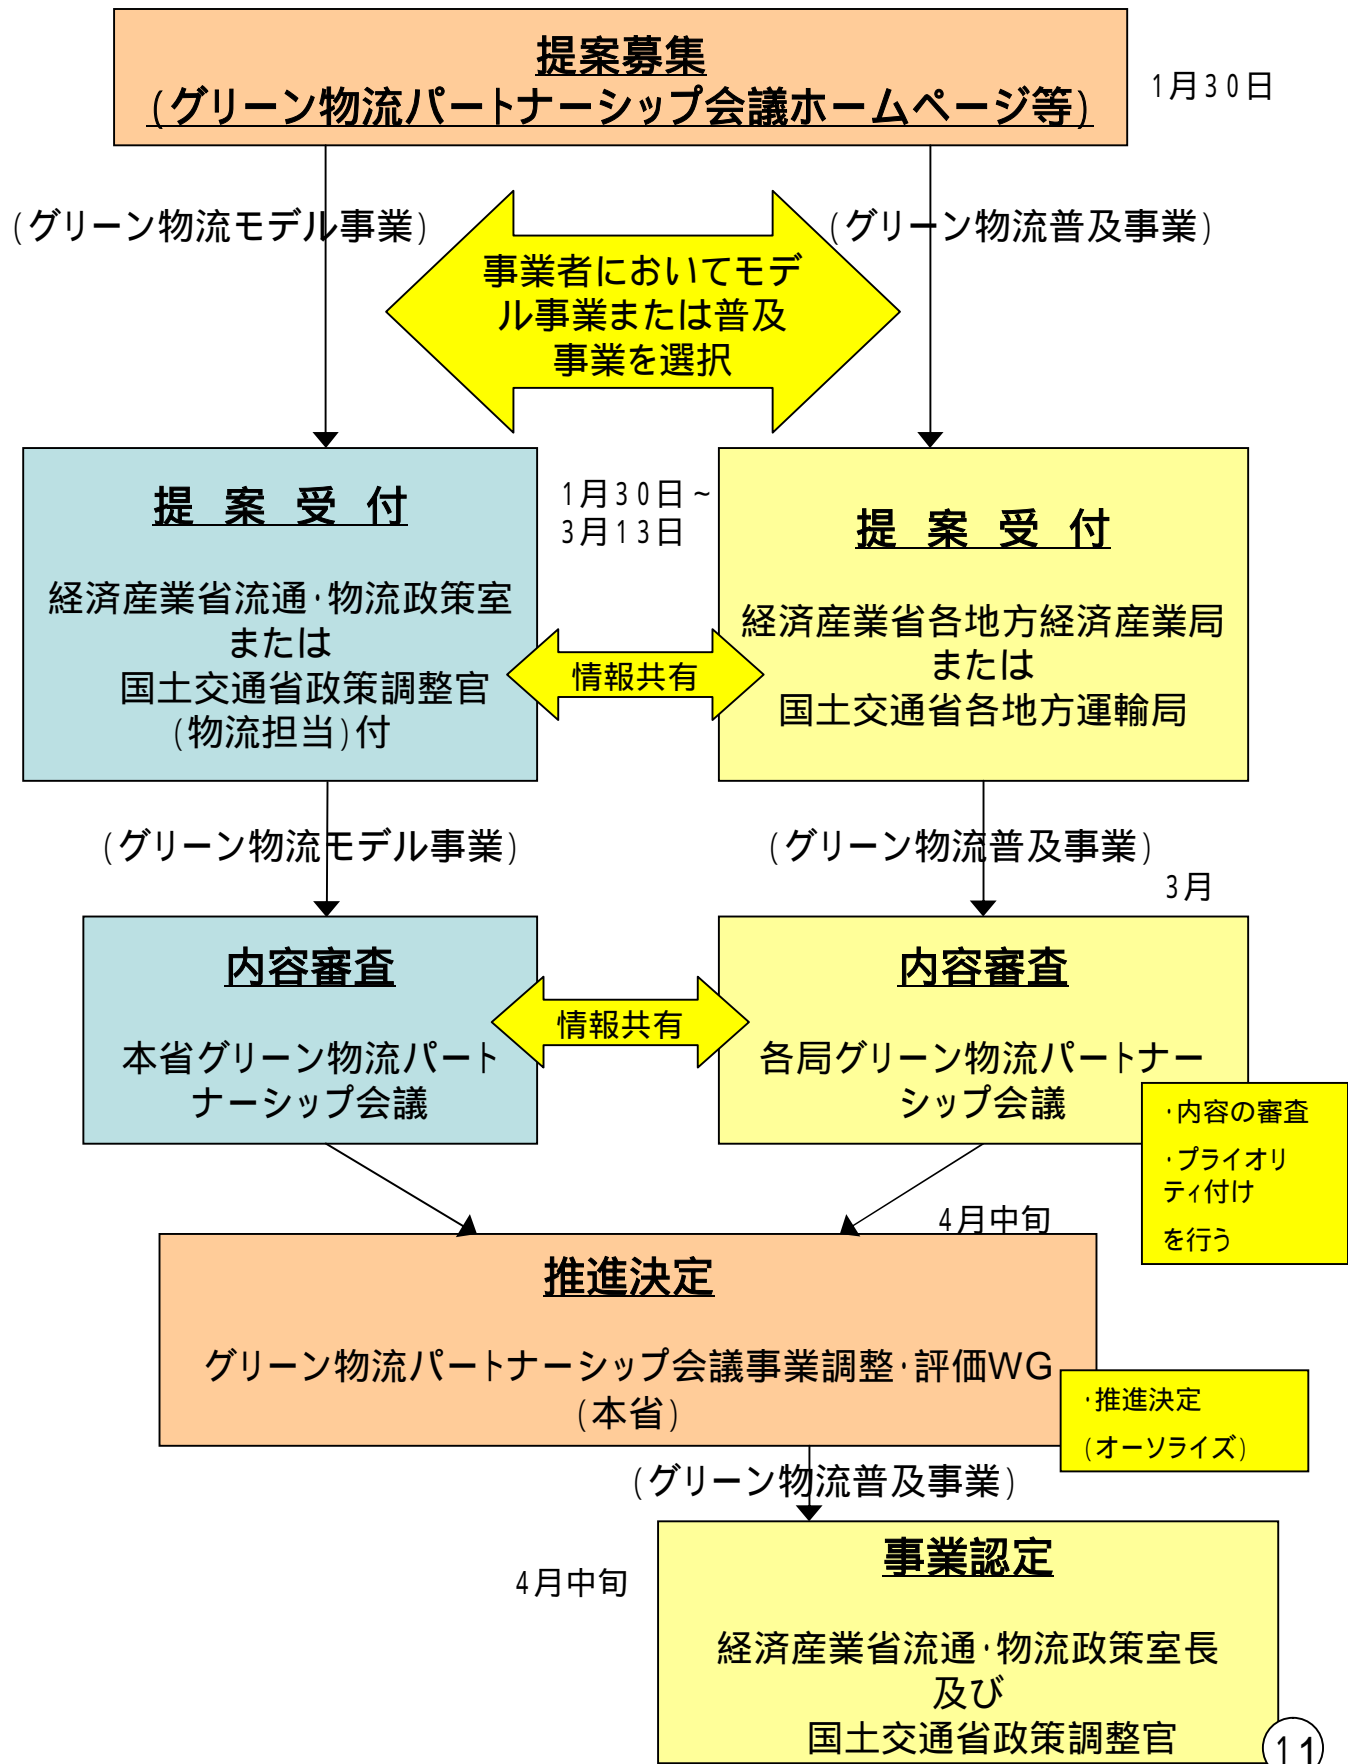 提案募集
(グリーン物流パートナーシップ会議ホームページ等)
1月30日
(グリーン物流モデル事業)
(グリーン物流普及事業)
事業者においてモデ
ル事業または普及
事業を選択
提 案 受 付
経済産業省流通・物流政策室
または
国土交通省政策調整官
(物流担当)付
1月30日~
3月13日
提 案 受 付
経済産業省各地方経済産業局
または
国土交通省各地方運輸局
情報共有
(グリーン物流モデル事業)
(グリーン物流普及事業)
3月
内容審査
本省グリーン物流パート
ナーシップ会議
情報共有
内容審査
各局グリーン物流パートナー
シップ会議
・内容の審査
・プライオリ
ティ付け
を行う
4月中旬
推進決定
グリーン物流パートナーシップ会議事業調整・評価WG
(本省)
・推進決定
(オーソライズ)
(グリーン物流普及事業)
4月中旬
事業認定
経済産業省流通・物流政策室長
及び
国土交通省政策調整官
11